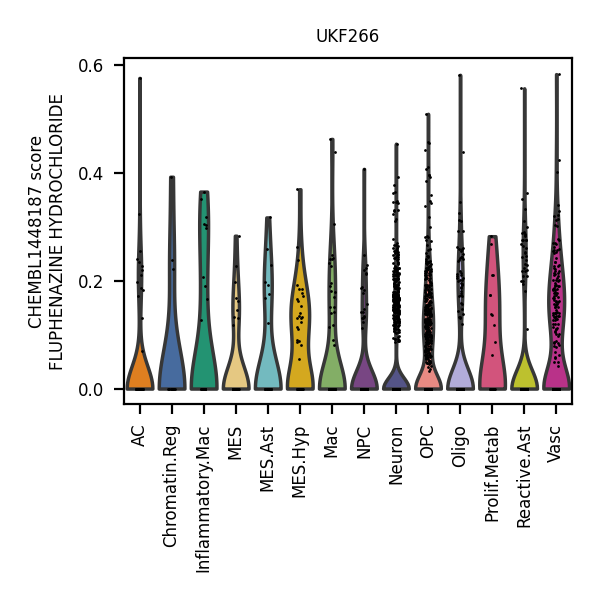 UKF266
CHEMBL1448187 score
FLUPHENAZINE HYDROCHLORIDE
0.6
0.4
0.2
0.0
AC
Chromatin.Reg
Inflammatory.Mac
MES
MES.Ast
MES.Hyp
Mac
NPC
Neuron
OPC
Oligo
Prolif.Metab
Reactive.Ast
Vasc